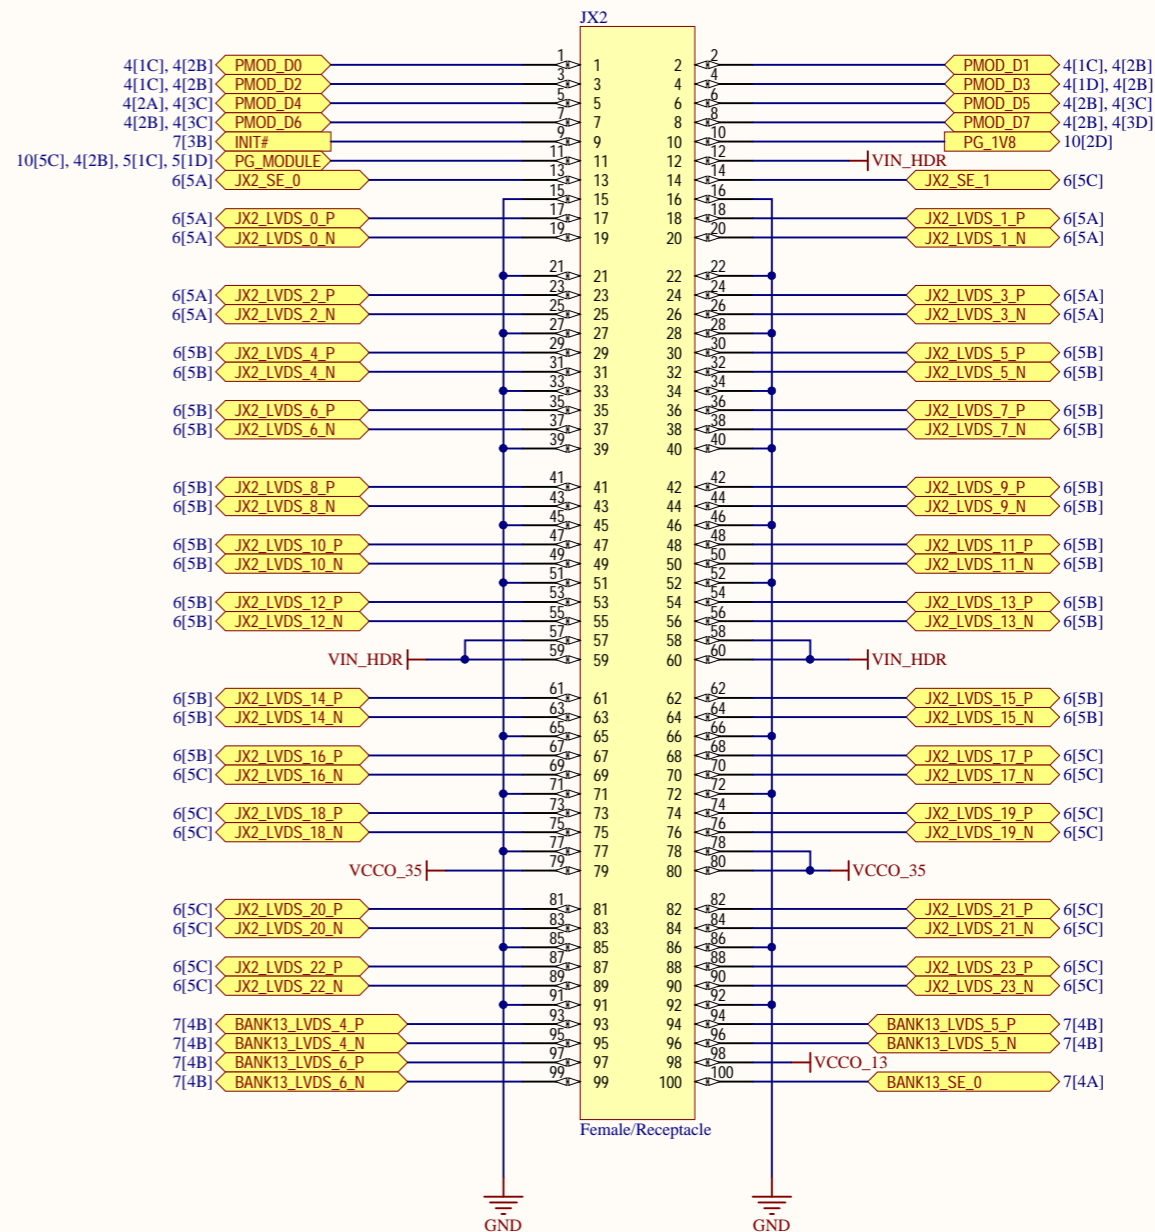 JX2
4[1C], 4[2B] PMOD_D0 1 1 2 2 PMOD_D1 4[1C], 4[2B]
4[1C], 4[2B] PMOD_D2 3 3 4 4 PMOD_D3 4[1D], 4[2B]
4[2A], 4[3C] PMOD_D4 5 5 6 6 PMOD_D5 4[2B], 4[3C]
4[2B], 4[3C] PMOD_D6 7 7 8 8 PMOD_D7 4[2B], 4[3D]
7[3B] INIT# 9 9 10 10 PG_1V8 10[2D]
10[5C], 4[2B], 5[1C], 5[1D] PG_MODULE 11 11 12 12 VIN_HDR
6[5A] JX2_SE_0 13 13 14 14 JX2_SE_1 6[5C]
15 15 16 16
6[5A] JX2_LVDS_0_P 17 17 18 18 JX2_LVDS_1_P 6[5A]
6[5A] JX2_LVDS_0_N 19 19 20 20 JX2_LVDS_1_N 6[5A]
21 21 22 22
6[5A] JX2_LVDS_2_P 23 23 24 24 JX2_LVDS_3_P 6[5A]
6[5A] JX2_LVDS_2_N 25 25 26 26 JX2_LVDS_3_N 6[5A]
27 27 28 28
6[5B] JX2_LVDS_4_P 29 29 30 30 JX2_LVDS_5_P 6[5B]
6[5B] JX2_LVDS_4_N 31 31 32 32 JX2_LVDS_5_N 6[5B]
33 33 34 34
6[5B] JX2_LVDS_6_P 35 35 36 36 JX2_LVDS_7_P 6[5B]
6[5B] JX2_LVDS_6_N 37 37 38 38 JX2_LVDS_7_N 6[5B]
39 39 40 40
6[5B] JX2_LVDS_8_P 41 41 42 42 JX2_LVDS_9_P 6[5B]
6[5B] JX2_LVDS_8_N 43 43 44 44 JX2_LVDS_9_N 6[5B]
45 45 46 46
6[5B] JX2_LVDS_10_P 47 47 48 48 JX2_LVDS_11_P 6[5B]
6[5B] JX2_LVDS_10_N 49 49 50 50 JX2_LVDS_11_N 6[5B]
51 51 52 52
6[5B] JX2_LVDS_12_P 53 53 54 54 JX2_LVDS_13_P 6[5B]
6[5B] JX2_LVDS_12_N 55 55 56 56 JX2_LVDS_13_N 6[5B]
57 57 58 58
VIN_HDR 59 59 60 60 VIN_HDR
6[5B] JX2_LVDS_14_P 61 61 62 62 JX2_LVDS_15_P 6[5B]
6[5B] JX2_LVDS_14_N 63 63 64 64 JX2_LVDS_15_N 6[5B]
65 65 66 66
6[5B] JX2_LVDS_16_P 67 67 68 68 JX2_LVDS_17_P 6[5C]
6[5C] JX2_LVDS_16_N 69 69 70 70 JX2_LVDS_17_N 6[5C]
71 71 72 72
6[5C] JX2_LVDS_18_P 73 73 74 74 JX2_LVDS_19_P 6[5C]
6[5C] JX2_LVDS_18_N 75 75 76 76 JX2_LVDS_19_N 6[5C]
77 77 78 78
VCCO_35 79 79 80 80 VCCO_35
6[5C] JX2_LVDS_20_P 81 81 82 82 JX2_LVDS_21_P 6[5C]
6[5C] JX2_LVDS_20_N 83 83 84 84 JX2_LVDS_21_N 6[5C]
85 85 86 86
6[5C] JX2_LVDS_22_P 87 87 88 88 JX2_LVDS_23_P 6[5C]
6[5C] JX2_LVDS_22_N 89 89 90 90 JX2_LVDS_23_N 6[5C]
91 91 92 92
7[4B] BANK13_LVDS_4_P 93 93 94 94 BANK13_LVDS_5_P 7[4B]
7[4B] BANK13_LVDS_4_N 95 95 96 96 BANK13_LVDS_5_N 7[4B]
7[4B] BANK13_LVDS_6_P 97 97 98 98 VCCO_13
7[4B] BANK13_LVDS_6_N 99 99 100 100 BANK13_SE_0 7[4A]
Female/Receptacle
GND GND